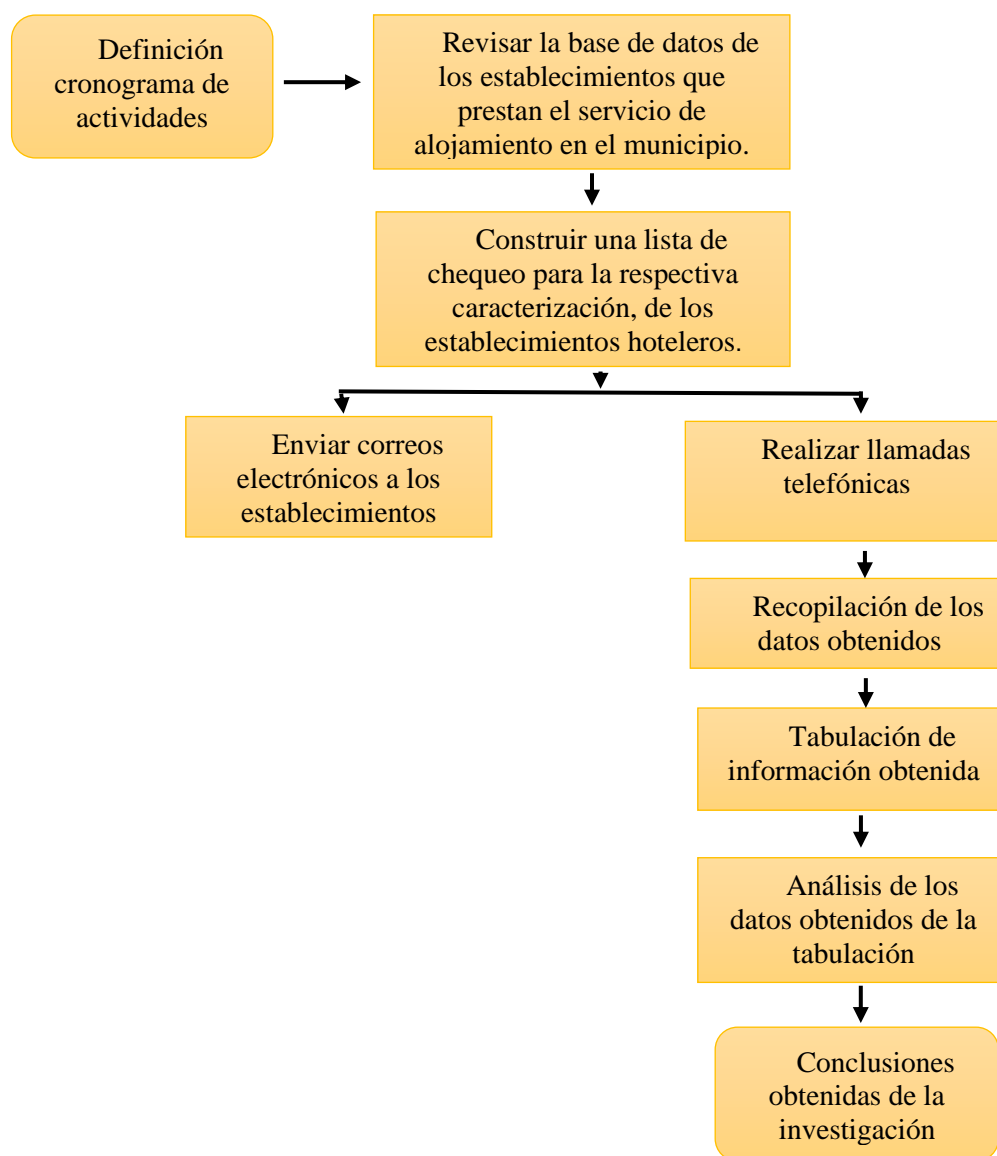 Definición
cronograma de
actividades
Revisar la base de datos de
los establecimientos que
prestan el servicio de
alojamiento en el municipio.
Construir una lista de
chequeo para la respectiva
caracterización, de los
establecimientos hoteleros.
Enviar correos
electrónicos a los
establecimientos
Realizar llamadas
telefónicas
Recopilación de los
datos obtenidos
Tabulación de
información obtenida
Análisis de los
datos obtenidos de la
tabulación
Conclusiones
obtenidas de la
investigación